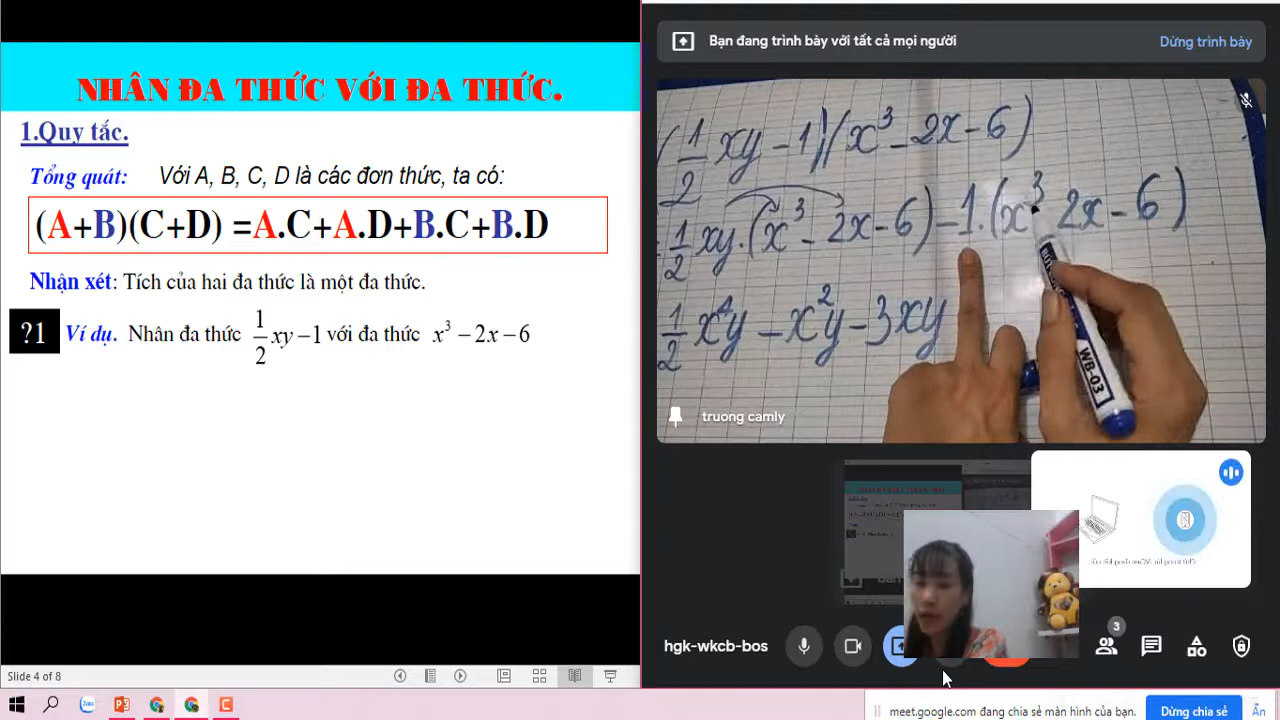 NHÂN ĐA THỨC VỚI ĐA THỨC.
1.Quy tắc.
Tổng quát: Với A, B, C, D là các đơn thức, ta có:
(A+B)(C+D) =A.C+A.D+B.C+B.D
Nhận xét: Tích của hai đa thức là một đa thức.
?1 Ví dụ. Nhân đa thức 1/2 xy − 1 với đa thức x³ − 2x − 6
Slide 4 of 8
Bạn đang trình bày với tất cả mọi người
Dừng trình bày
(1/2 xy − 1)(x³ − 2x − 6)
1/2 xy.(x³ − 2x − 6) − 1.(x³ 2x − 6)
1/2 x⁴y − x²y − 3xy
WB-03
truong camly
hgk-wkcb-bos
3
Zalo
meet.google.com đang chia sẻ màn hình của bạn.
Dừng chia sẻ
Ẩn